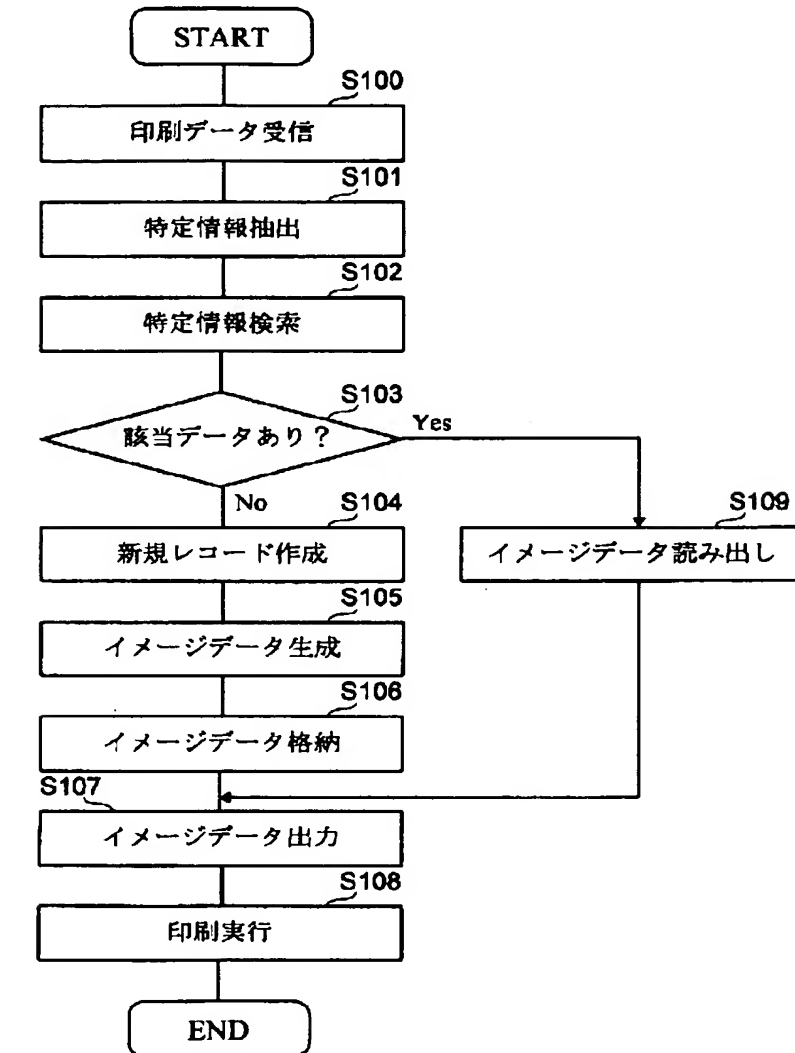 START
S100
印刷データ受信
S101
特定情報抽出
S102
特定情報検索
S103
該当データあり？
Yes
No
S104
新規レコード作成
S109
イメージデータ読み出し
S105
イメージデータ生成
S106
イメージデータ格納
S107
イメージデータ出力
S108
印刷実行
END